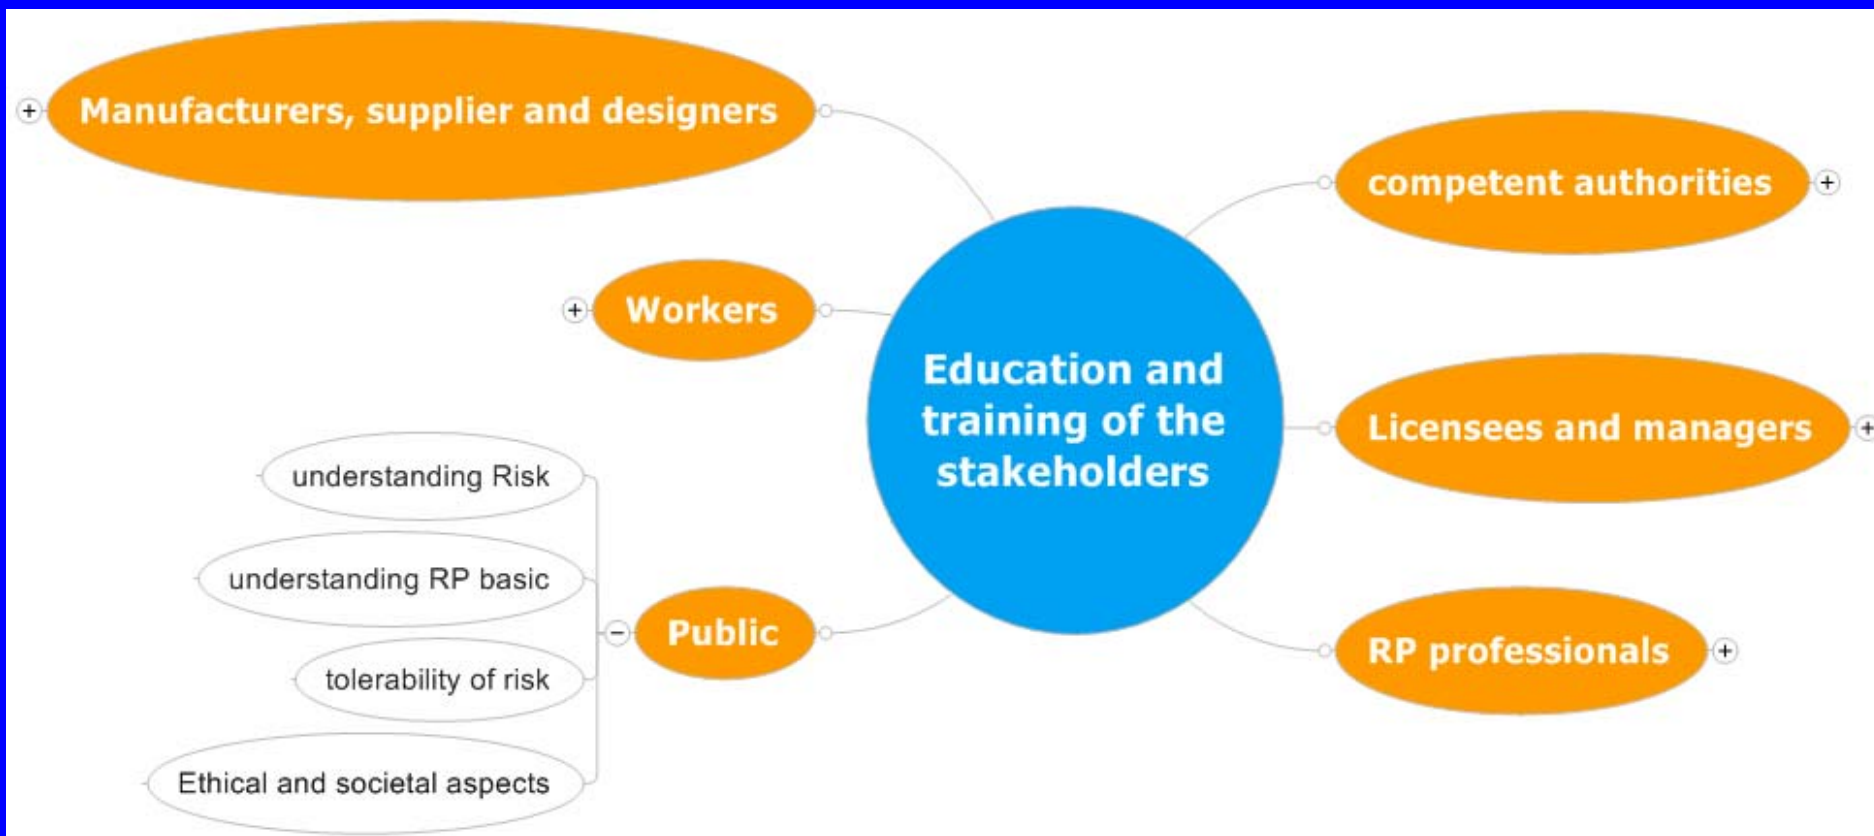 Manufacturers, supplier and designers
competent authorities
Workers
Education and
training of the
stakeholders
Licensees and managers
understanding Risk
understanding RP basic
Public
RP professionals
tolerability of risk
Ethical and societal aspects